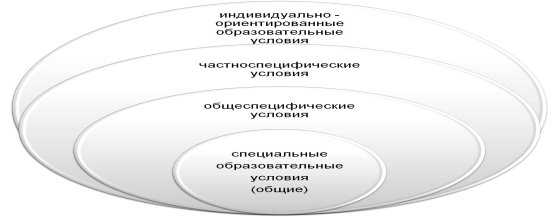 индивидуально -
ориентированные
образовательные
условия
частноспецифические
условия
общеспецифические
условия
специальные
образовательные
условия
(общие)